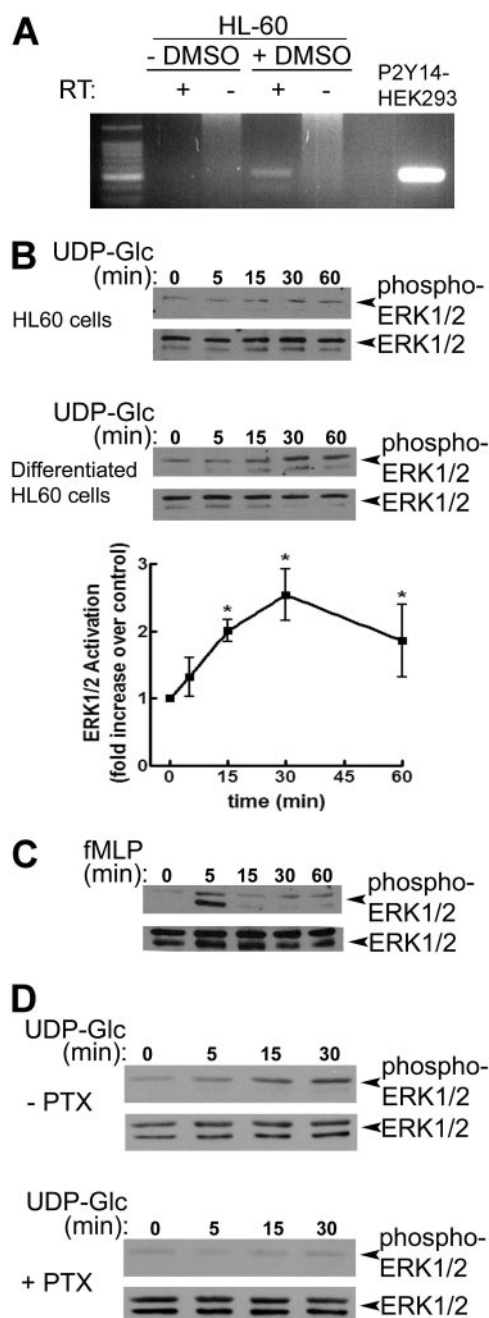 A
HL-60
- DMSO + DMSO
P2Y14-
HEK293
RT: + - + -
B
UDP-Glc
(min): 0 5 15 30 60
HL60 cells
phospho-
ERK1/2
ERK1/2
UDP-Glc
(min): 0 5 15 30 60
Differentiated
HL60 cells
phospho-
ERK1/2
ERK1/2
ERK1/2 Activation
(fold increase over control)
3
2
1
0
* * *
0 15 30 45 60
time (min)
C
fMLP
(min): 0 5 15 30 60
phospho-
ERK1/2
ERK1/2
D
UDP-Glc
(min): 0 5 15 30
- PTX
phospho-
ERK1/2
ERK1/2
UDP-Glc
(min): 0 5 15 30
+ PTX
phospho-
ERK1/2
ERK1/2